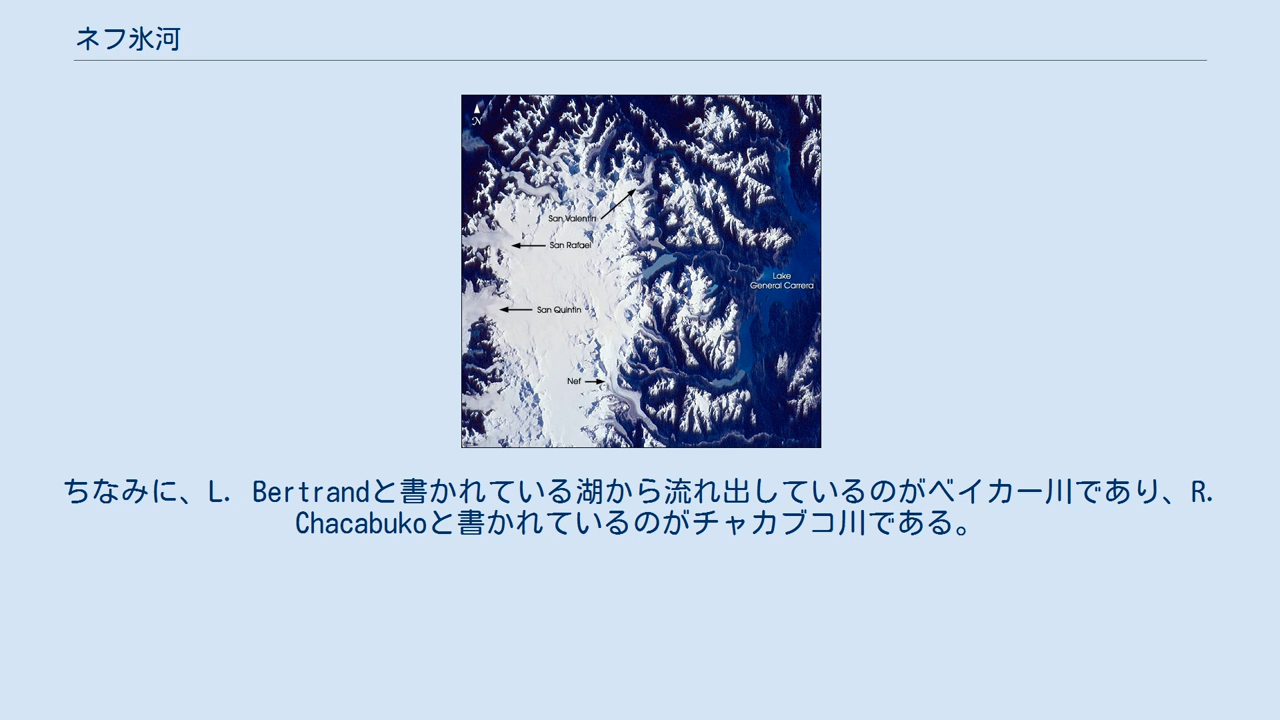 ネフ氷河
N
San Valentin
San Rafael
San Quintin
Lake
General Carrera
Nef
ちなみに、L. Bertrandと書かれている湖から流れ出しているのがベイカー川であり、R.
Chacabukoと書かれているのがチャカブコ川である。